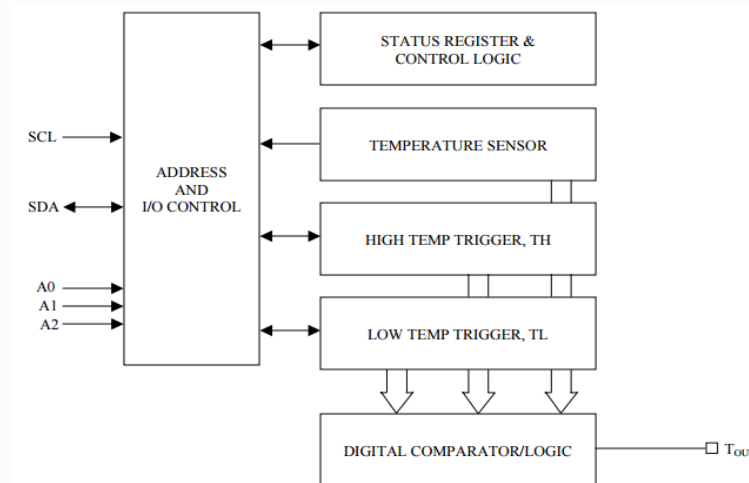 STATUS REGISTER &
CONTROL LOGIC
SCL
TEMPERATURE SENSOR
ADDRESS
AND
I/O CONTROL
SDA
HIGH TEMP TRIGGER, TH
A0
A1
A2
LOW TEMP TRIGGER, TL
DIGITAL COMPARATOR/LOGIC
TOU